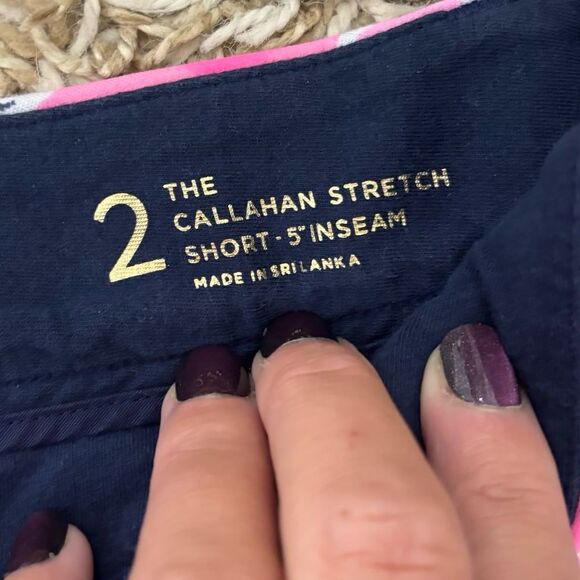 2
THE
CALLAHAN STRETCH
SHORT - 5" INSEAM
MADE IN SRI LANKA